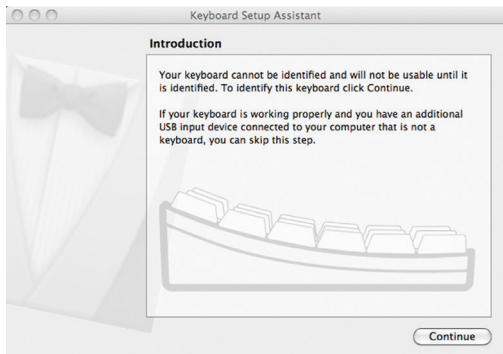 Keyboard Setup Assistant
Introduction
Your keyboard cannot be identified and will not be usable until it
is identified. To identify this keyboard click Continue.
If your keyboard is working properly and you have an additional
USB input device connected to your computer that is not a
keyboard, you can skip this step.
Continue